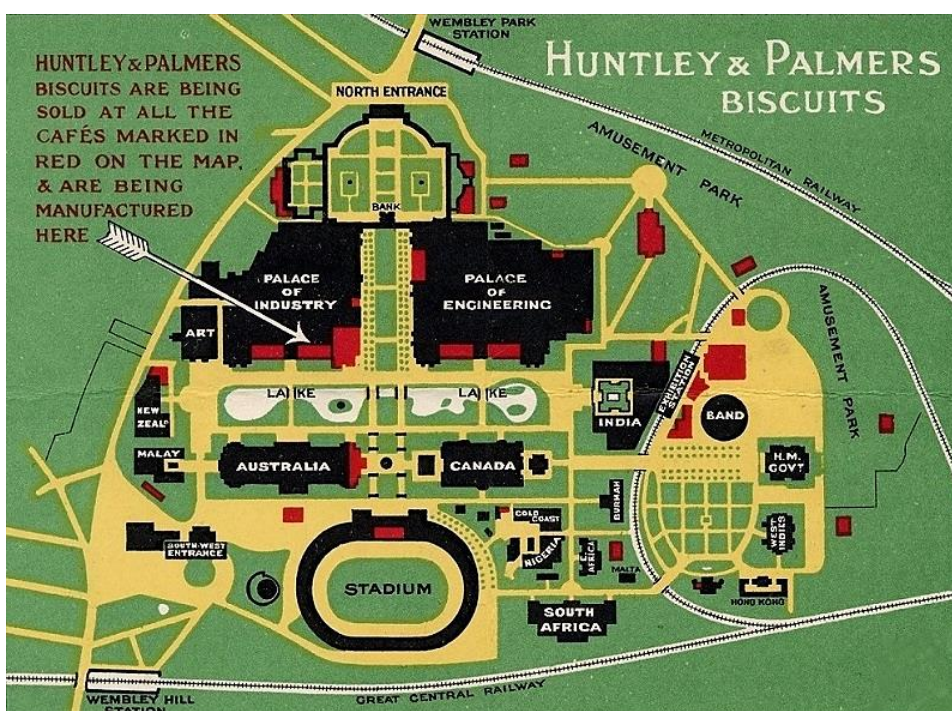 WEMBLEY PARK
STATION
HUNTLEY & PALMERS
BISCUITS
HUNTLEY & PALMERS
BISCUITS ARE BEING
SOLD AT ALL THE
CAFÉS MARKED IN
RED ON THE MAP,
& ARE BEING
MANUFACTURED
HERE
NORTH ENTRANCE
AMUSEMENT PARK
METROPOLITAN RAILWAY
BANK
PALACE
OF
INDUSTRY
PALACE
OF
ENGINEERING
ART
AMUSEMENT PARK
LAKE
LAKE
EXHIBITION
STATION
NEW
ZEALD
INDIA
BAND
MALAY
AUSTRALIA
CANADA
H.M.
GOVT
BURMAH
GOLD
COAST
NIGERIA
E.
AFRICA
WEST
INDIES
SOUTH-WEST
ENTRANCE
MALTA
STADIUM
HONG KONG
SOUTH
AFRICA
WEMBLEY HILL
STATION
GREAT CENTRAL RAILWAY